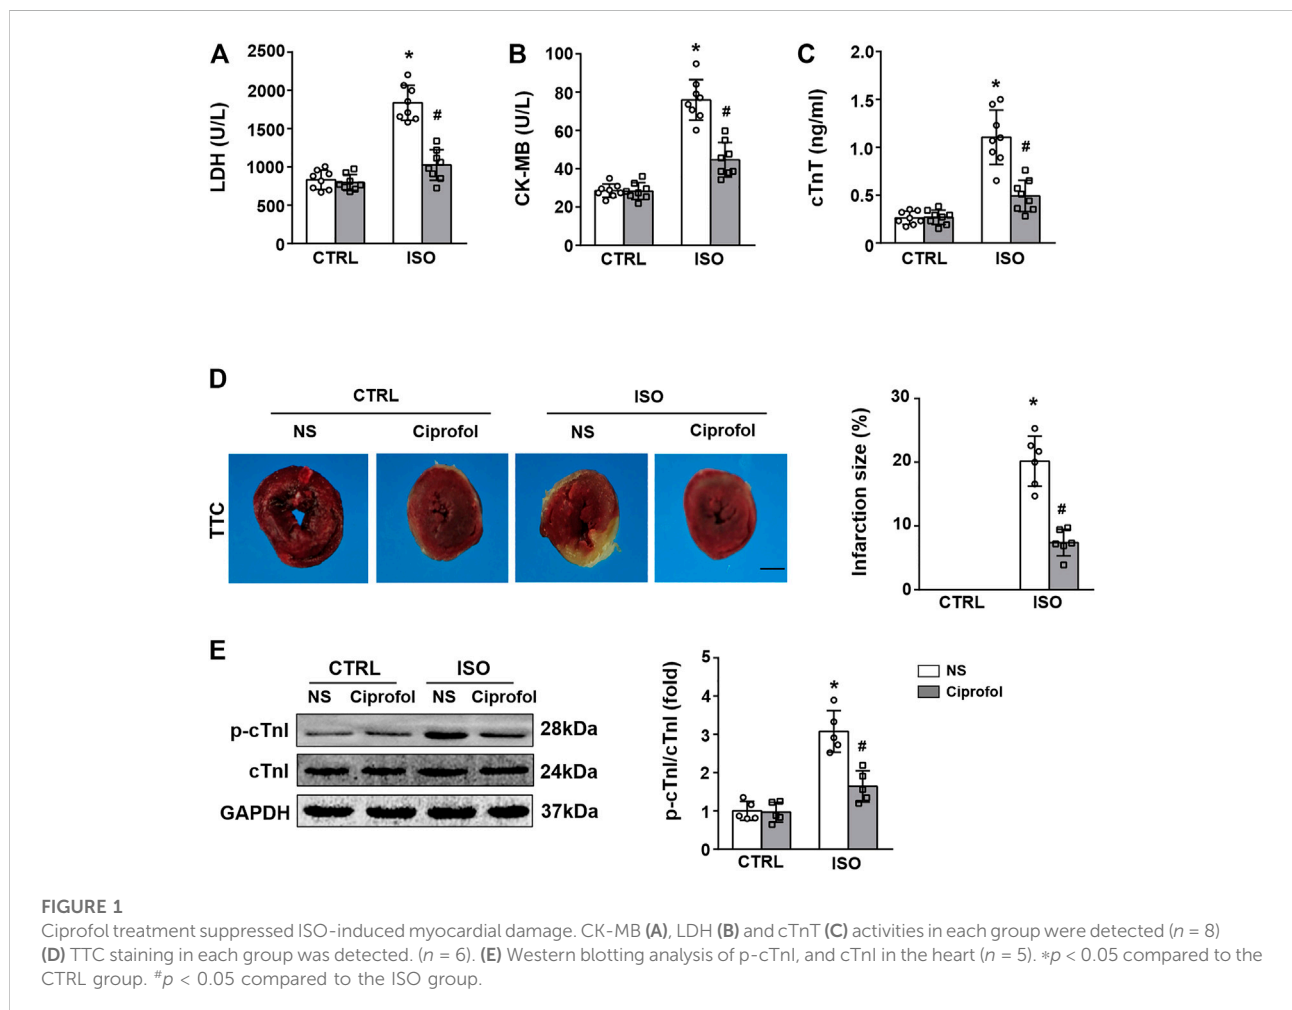 A
2500
2000
1500
1000
500
0
LDH (U/L)
*
#
CTRL
ISO
B
100
80
60
40
20
0
CK-MB (U/L)
*
#
CTRL
ISO
C
2.0
1.5
1.0
0.5
0
cTnT (ng/ml)
*
#
CTRL
ISO
D
CTRL
ISO
NS
Ciprofol
NS
Ciprofol
TTC
30
20
10
0
Infarction size (%)
*
#
CTRL
ISO
E
CTRL
ISO
NS
Ciprofol
NS
Ciprofol
p-cTnI
28kDa
cTnI
24kDa
GAPDH
37kDa
5
4
3
2
1
0
p-cTnI/cTnI (fold)
*
#
CTRL
ISO
NS
Ciprofol
FIGURE 1
Ciprofol treatment suppressed ISO-induced myocardial damage. CK-MB (A), LDH (B) and cTnT (C) activities in each group were detected (n = 8)
(D) TTC staining in each group was detected. (n = 6). (E) Western blotting analysis of p-cTnI, and cTnI in the heart (n = 5). *p < 0.05 compared to the
CTRL group. #p < 0.05 compared to the ISO group.